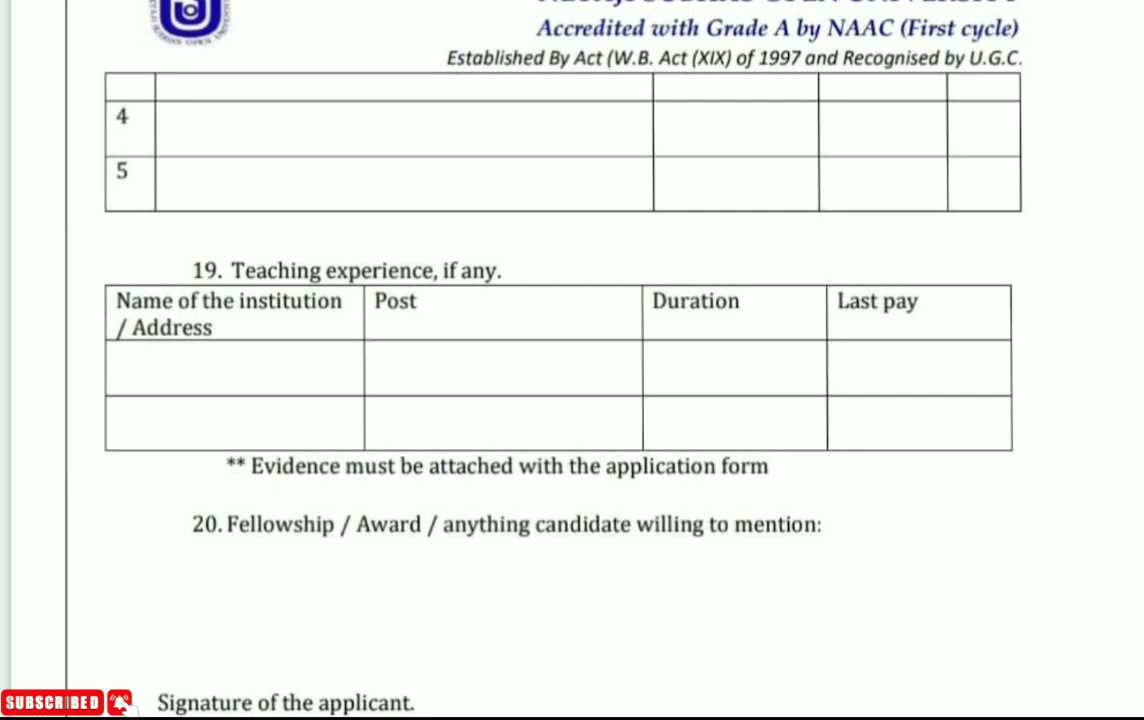 Accredited with Grade A by NAAC (First cycle)
Established By Act (W.B. Act (XIX) of 1997 and Recognised by U.G.C.
4
5
19. Teaching experience, if any.
Name of the institution / Address
Post
Duration
Last pay
** Evidence must be attached with the application form
20. Fellowship / Award / anything candidate willing to mention:
SUBSCRIBED
Signature of the applicant.